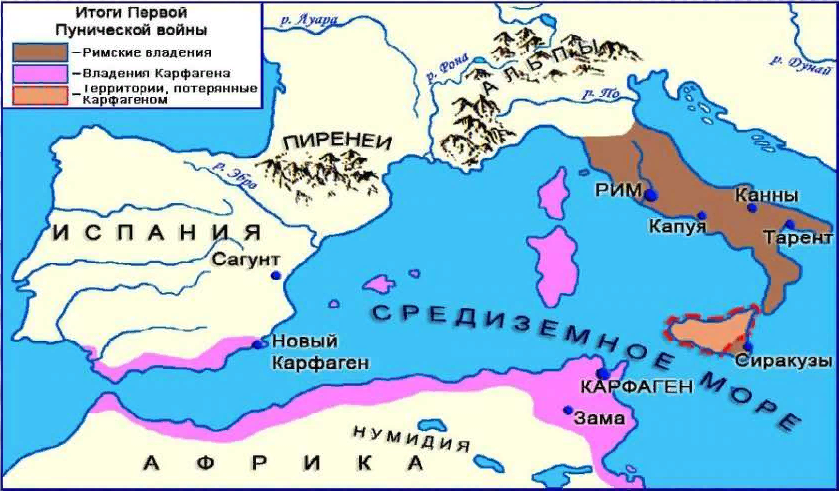 Итоги Первой
Пунической войны
–Римские владения
–Владения Карфагена
–Территории, потерянные
Карфагеном
р. Луара
р. Рона
АЛЬПЫ
р. Дунай
р. По
ПИРЕНЕИ
р. Эбра
РИМ
Канны
Капуя
Тарент
ИСПАНИЯ
Сагунт
СРЕДИЗЕМНОЕ МОРЕ
Новый
Карфаген
Сиракузы
КАРФАГЕН
Зама
НУМИДИЯ
АФРИКА